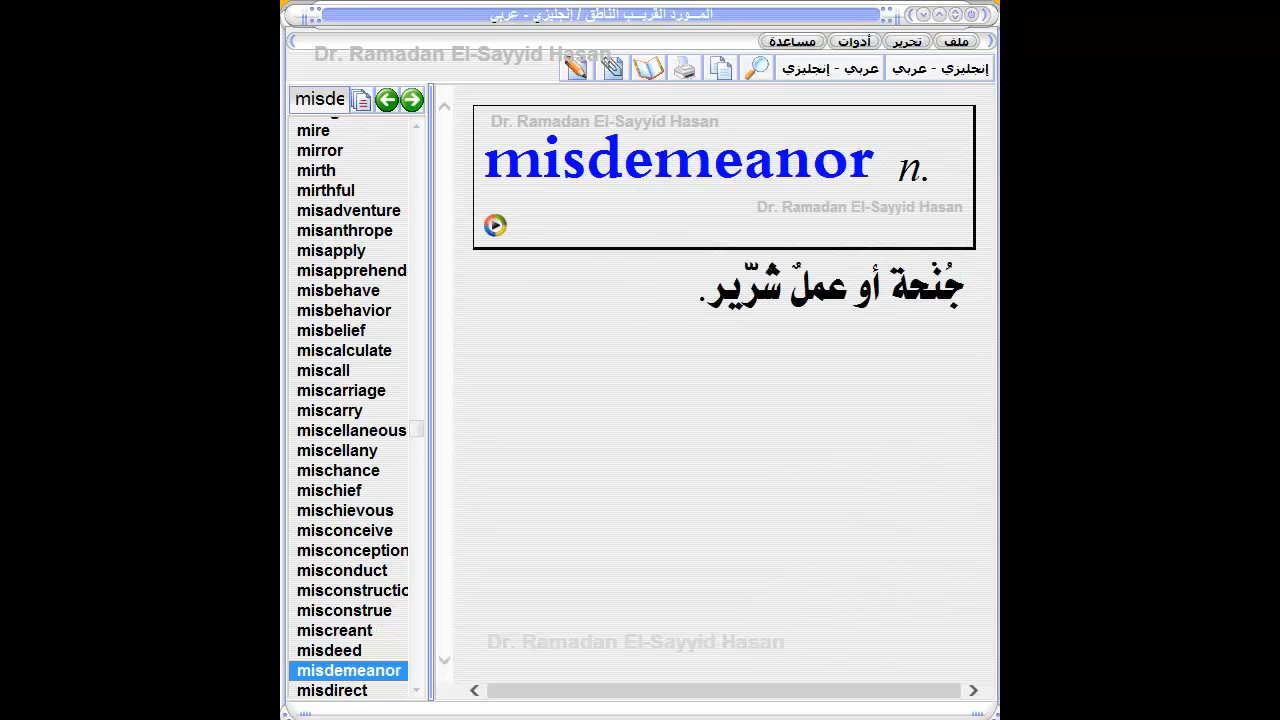 المـورد القريـب الناطق / إنجليزي - عربي
ملف تحرير أدوات مساعدة
Dr. Ramadan El-Sayyid Hasan
إنجليزي - عربي عربي - إنجليزي
misde
mire
mirror
mirth
mirthful
misadventure
misanthrope
misapply
misapprehend
misbehave
misbehavior
misbelief
miscalculate
miscall
miscarriage
miscarry
miscellaneous
miscellany
mischance
mischief
mischievous
misconceive
misconception
misconduct
misconstructio
misconstrue
miscreant
misdeed
misdemeanor
misdirect
Dr. Ramadan El-Sayyid Hasan
misdemeanor n.
Dr. Ramadan El-Sayyid Hasan
جُنْحة أو عملٌ شرّير.
Dr. Ramadan El-Sayyid Hasan